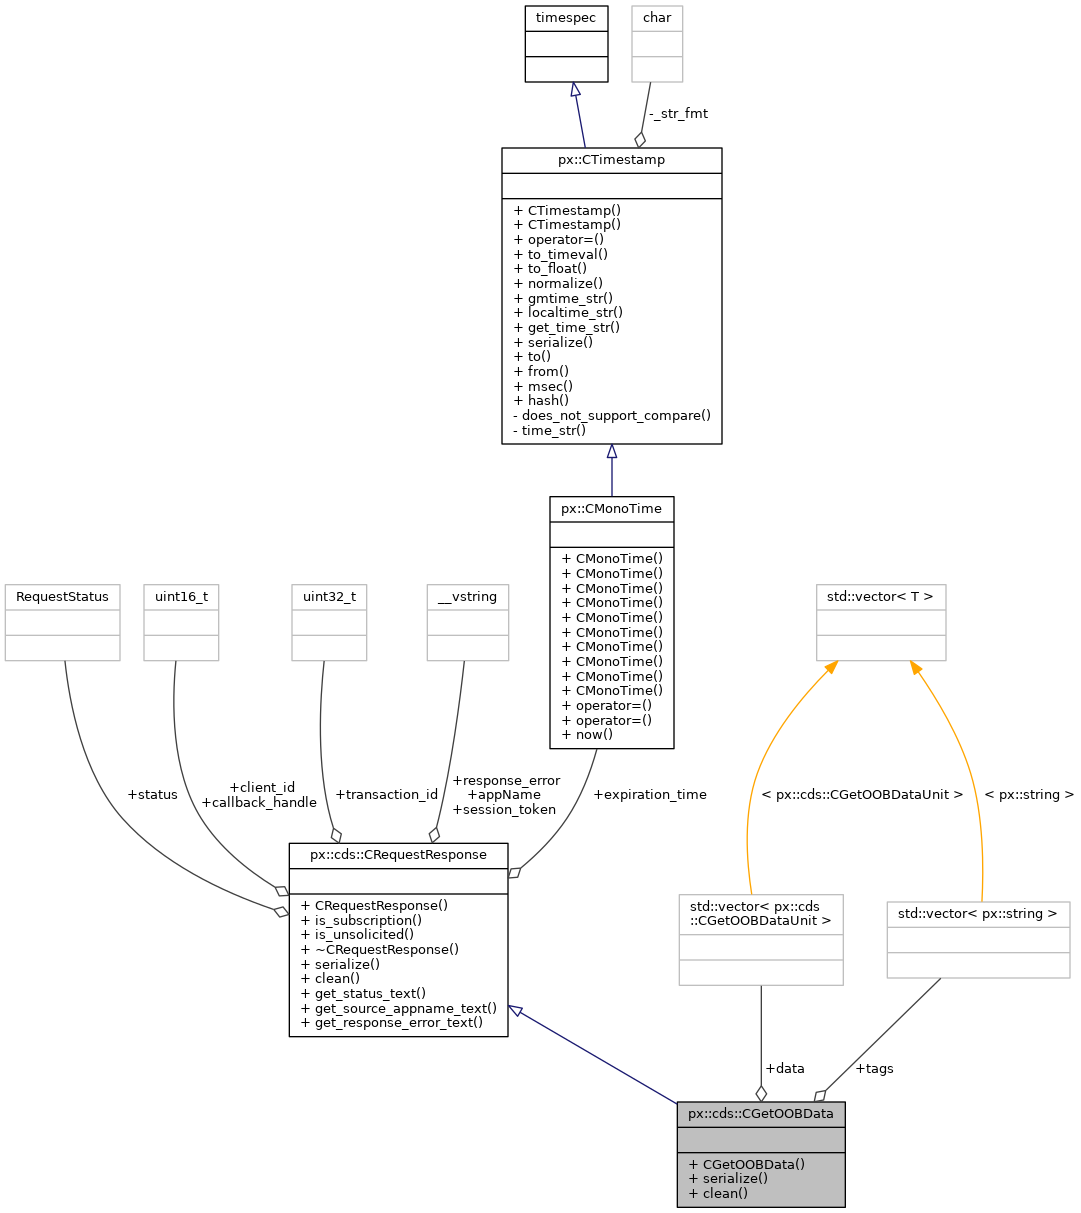 timespec
char
-_str_fmt
px::CTimestamp
+ CTimestamp()
+ CTimestamp()
+ operator=()
+ to_timeval()
+ to_float()
+ normalize()
+ gmtime_str()
+ localtime_str()
+ get_time_str()
+ serialize()
+ to()
+ from()
+ msec()
+ hash()
- does_not_support_compare()
- time_str()
px::CMonoTime
+ CMonoTime()
+ CMonoTime()
+ CMonoTime()
+ CMonoTime()
+ CMonoTime()
+ CMonoTime()
+ CMonoTime()
+ CMonoTime()
+ CMonoTime()
+ CMonoTime()
+ operator=()
+ operator=()
+ now()
RequestStatus
uint16_t
uint32_t
__vstring
std::vector< T >
+status
+client_id
+callback_handle
+transaction_id
+response_error
+appName
+session_token
+expiration_time
< px::cds::CGetOOBDataUnit >
< px::string >
px::cds::CRequestResponse
+ CRequestResponse()
+ is_subscription()
+ is_unsolicited()
+ ~CRequestResponse()
+ serialize()
+ clean()
+ get_status_text()
+ get_source_appname_text()
+ get_response_error_text()
std::vector< px::cds
::CGetOOBDataUnit >
std::vector< px::string >
+data
+tags
px::cds::CGetOOBData
+ CGetOOBData()
+ serialize()
+ clean()